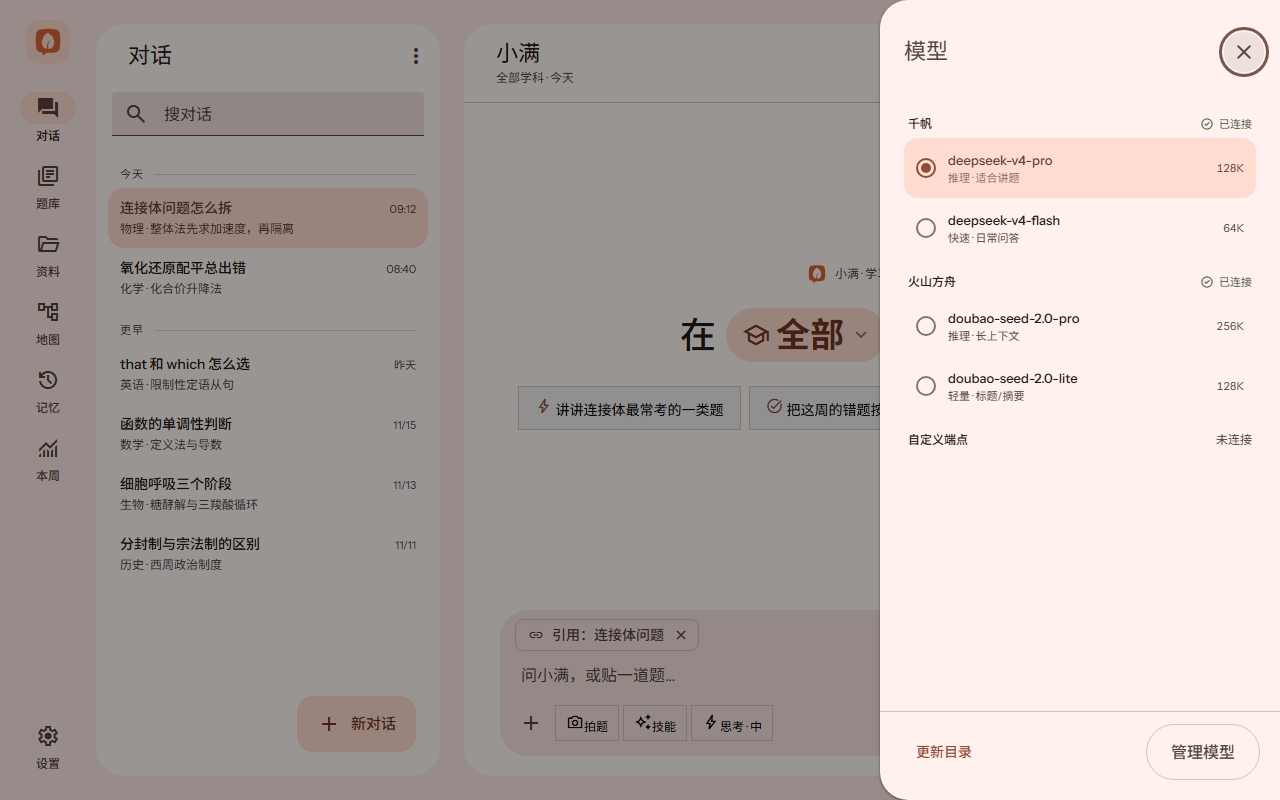 对话
题库
资料
地图
记忆
本周
设置
对话
搜对话
今天
连接体问题怎么拆 09:12
物理·整体法先求加速度，再隔离
氧化还原配平总出错 08:40
化学·化合价升降法
更早
that 和 which 怎么选 昨天
英语·限制性定语从句
函数的单调性判断 11/15
数学·定义法与导数
细胞呼吸三个阶段 11/13
生物·糖酵解与三羧酸循环
分封制与宗法制的区别 11/11
历史·西周政治制度
新对话
小满
全部学科·今天
小满·学
在 全部
讲讲连接体最常考的一类题
把这周的错题按
引用：连接体问题
问小满，或贴一道题…
拍题
技能
思考·中
模型
千帆 已连接
deepseek-v4-pro 128K
推理·适合讲题
deepseek-v4-flash 64K
快速·日常问答
火山方舟 已连接
doubao-seed-2.0-pro 256K
推理·长上下文
doubao-seed-2.0-lite 128K
轻量·标题/摘要
自定义端点 未连接
更新目录
管理模型